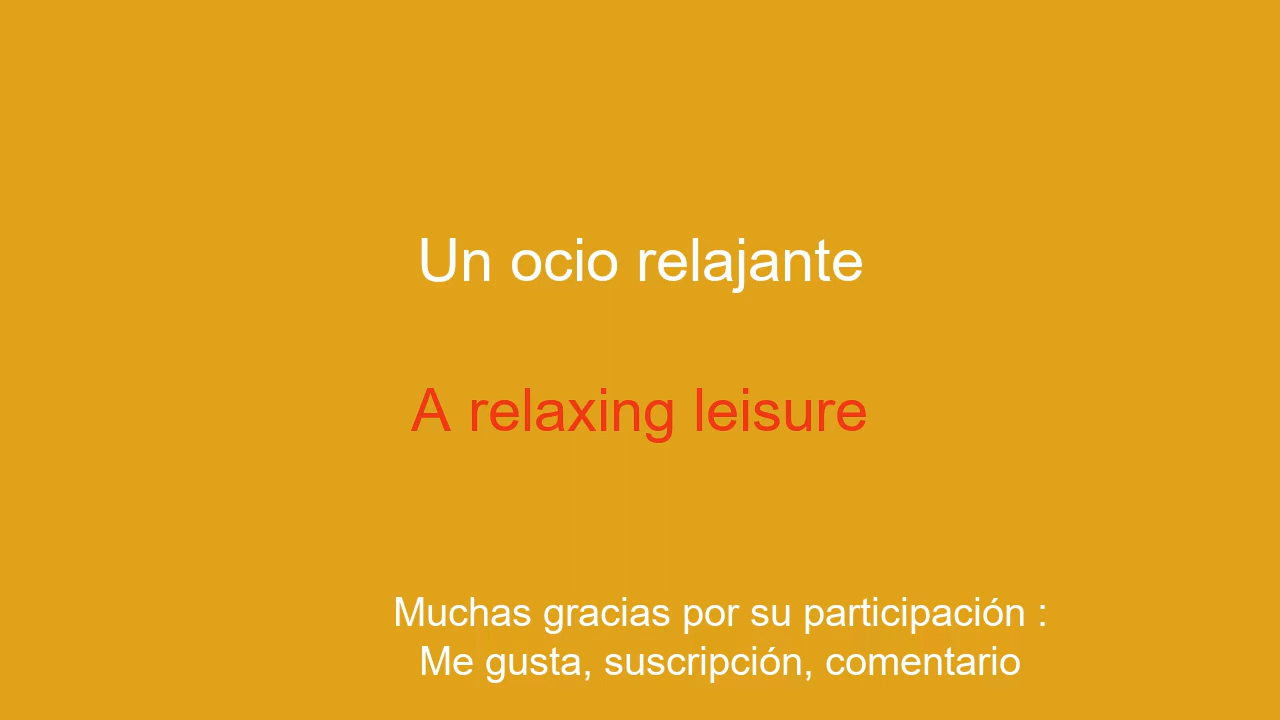 Un ocio relajante
A relaxing leisure
Muchas gracias por su participación :
Me gusta, suscripción, comentario